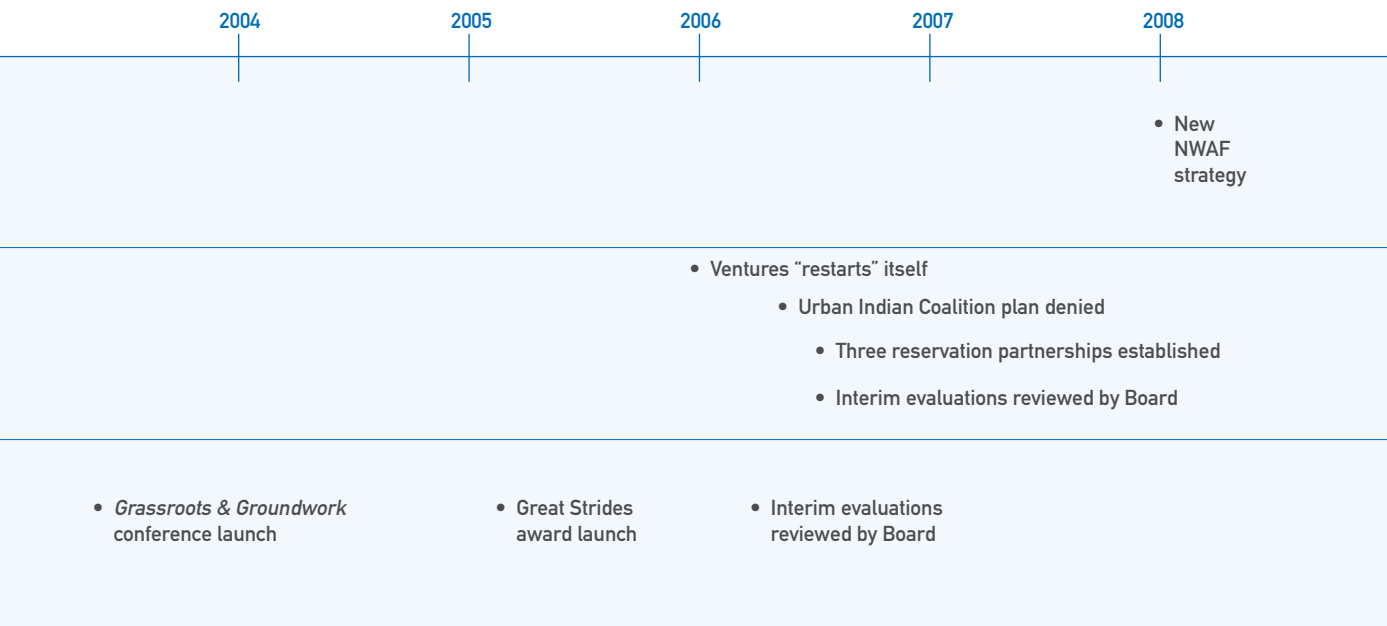 2004 2005 2006 2007 2008
• New
NWAF
strategy
• Ventures “restarts” itself
• Urban Indian Coalition plan denied
• Three reservation partnerships established
• Interim evaluations reviewed by Board
• Grassroots & Groundwork
conference launch
• Great Strides
award launch
• Interim evaluations
reviewed by Board